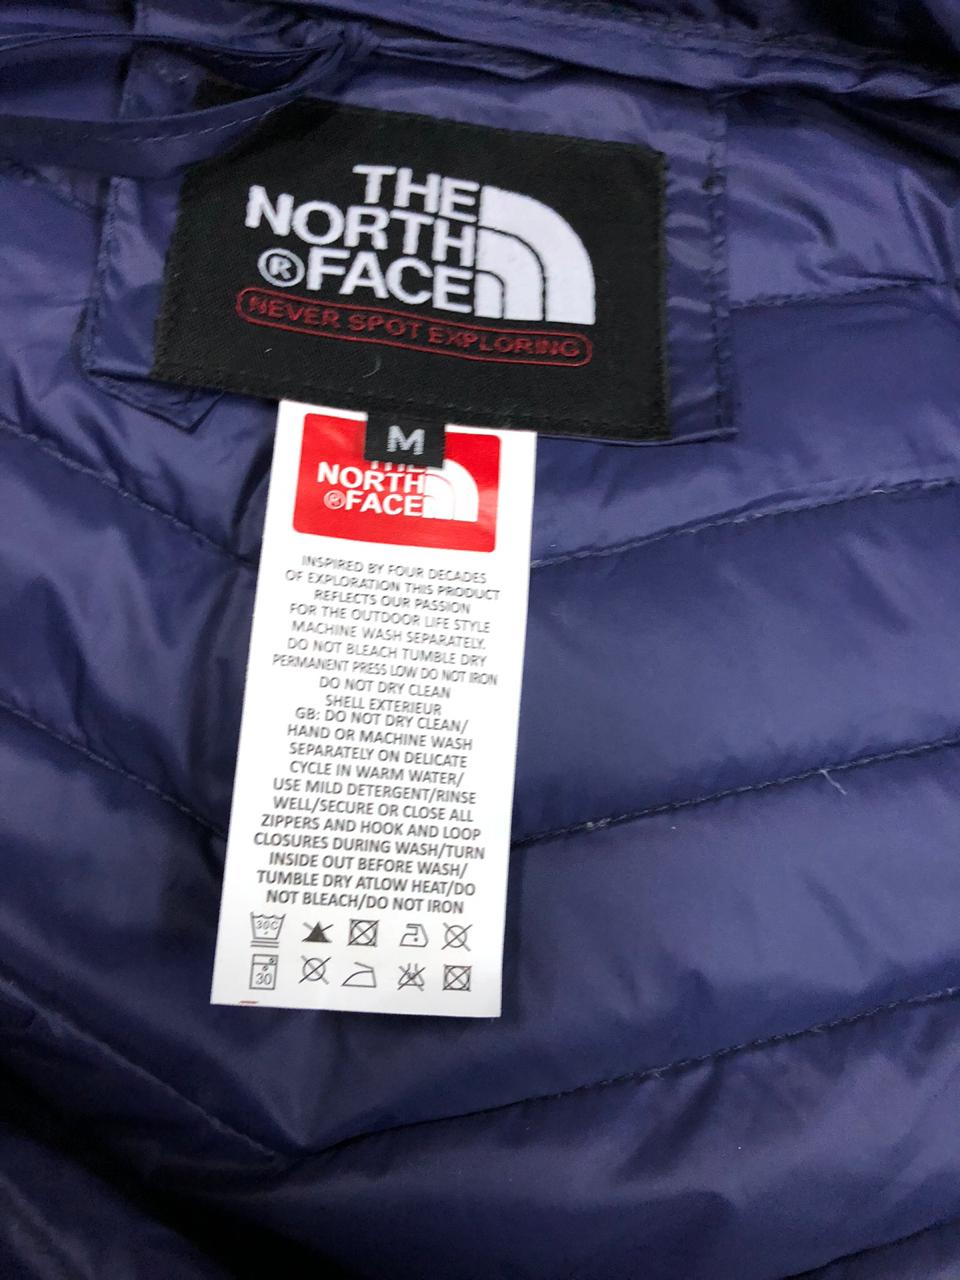 THE
NORTH
®FACE
NEVER SPOT EXPLORING
M
THE
NORTH
®FACE
INSPIRED BY FOUR DECADES
OF EXPLORATION THIS PRODUCT
REFLECTS OUR PASSION
FOR THE OUTDOOR LIFE STYLE
MACHINE WASH SEPARATELY.
DO NOT BLEACH TUMBLE DRY
PERMANENT PRESS LOW DO NOT IRON
DO NOT DRY CLEAN
SHELL EXTERIEUR
GB: DO NOT DRY CLEAN/
HAND OR MACHINE WASH
SEPARATELY ON DELICATE
CYCLE IN WARM WATER/
USE MILD DETERGENT/RINSE
WELL/SECURE OR CLOSE ALL
ZIPPERS AND HOOK AND LOOP
CLOSURES DURING WASH/TURN
INSIDE OUT BEFORE WASH/
TUMBLE DRY ATLOW HEAT/DO
NOT BLEACH/DO NOT IRON
30C
30